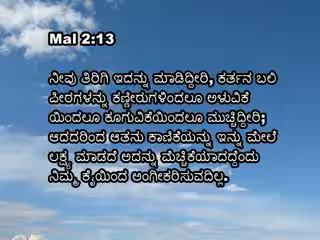 Mal 2:13
ನೀವು ತಿರಿಗಿ ಇದನ್ನು ಮಾಡಿದ್ದೀರಿ, ಕರ್ತನ ಬಲಿ
ಪೀಠಗಳನ್ನು ಕಣ್ಣೀರುಗಳಿಂದಲೂ ಅಳುವಿಕೆ
ಯಿಂದಲೂ ಕೂಗುವಿಕೆಯಿಂದಲೂ ಮುಚ್ಚಿದ್ದೀರಿ;
ಆದದರಿಂದ ಆತನು ಕಾಣಿಕೆಯನ್ನು ಇನ್ನು ಮೇಲೆ
ಲಕ್ಷ್ಯ ಮಾಡದೆ ಅದನ್ನು ಮೆಚ್ಚಿಕೆಯಾದದ್ದೆಂದು
ನಿಮ್ಮ ಕೈಯಿಂದ ಅಂಗೀಕರಿಸುವದಿಲ್ಲ.